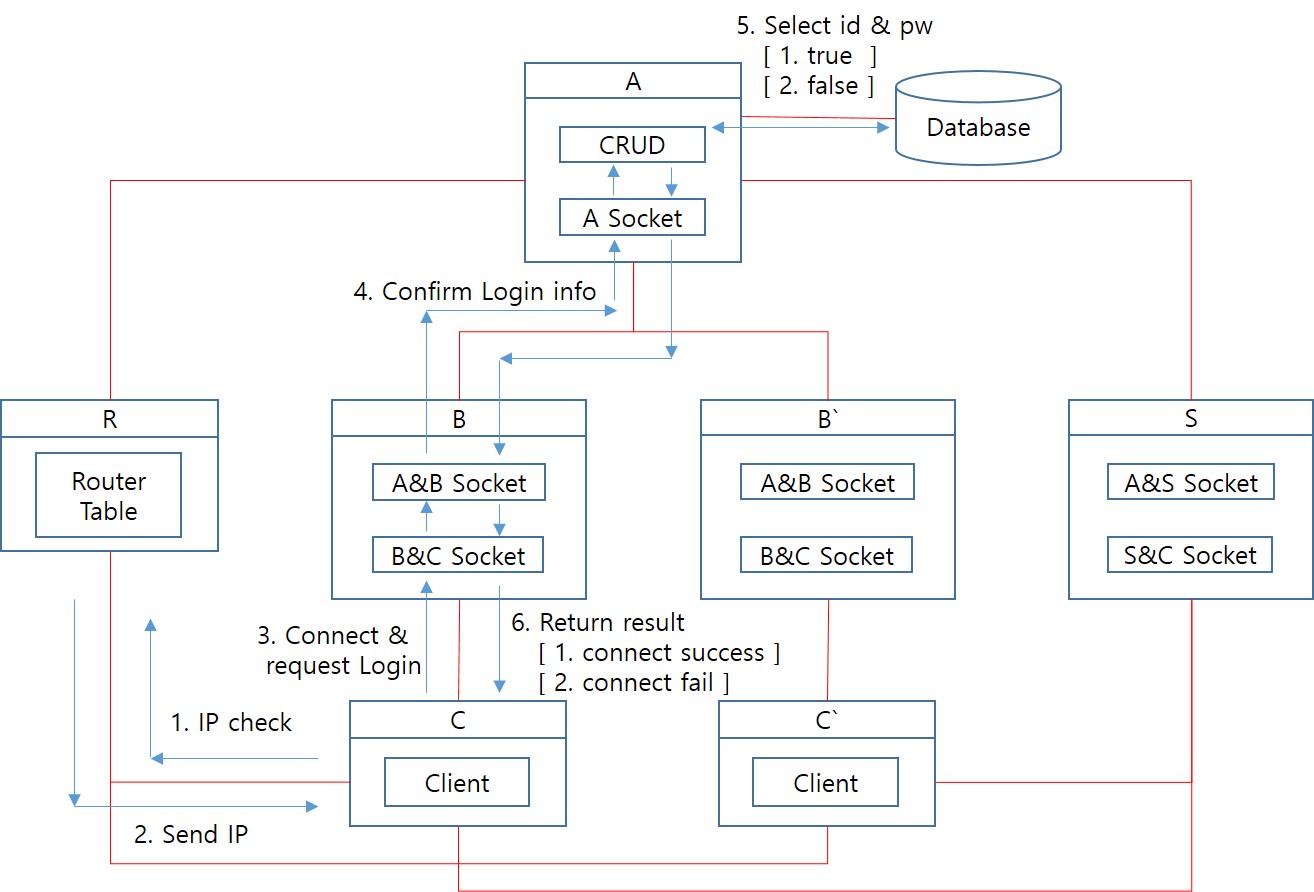 5. Select id & pw
[ 1. true ]
[ 2. false ]
A
CRUD
Database
A Socket
4. Confirm Login info
R
B
B`
S
Router
Table
A&B Socket
A&B Socket
A&S Socket
B&C Socket
B&C Socket
S&C Socket
3. Connect &
request Login
6. Return result
[ 1. connect success ]
[ 2. connect fail ]
1. IP check
C
C`
Client
Client
2. Send IP